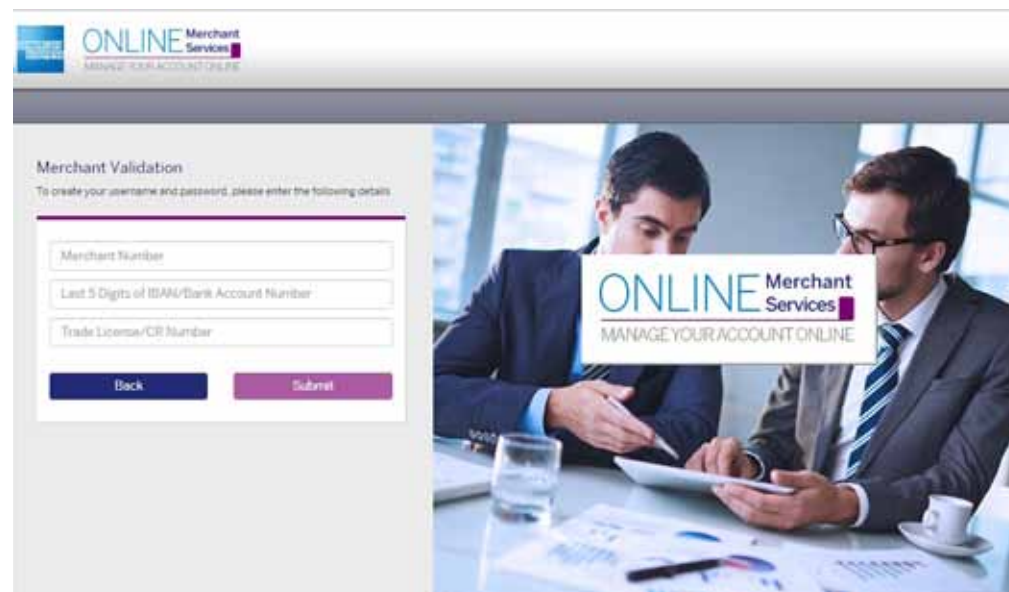 ONLINE Merchant
Services
MANAGE YOUR ACCOUNT ONLINE
Merchant Validation
To create your username and password, please enter the following details
Merchant Number
Last 5 Digits of IBAN/Bank Account Number
Trade License/CR Number
Back
Submit
ONLINE Merchant
Services
MANAGE YOUR ACCOUNT ONLINE